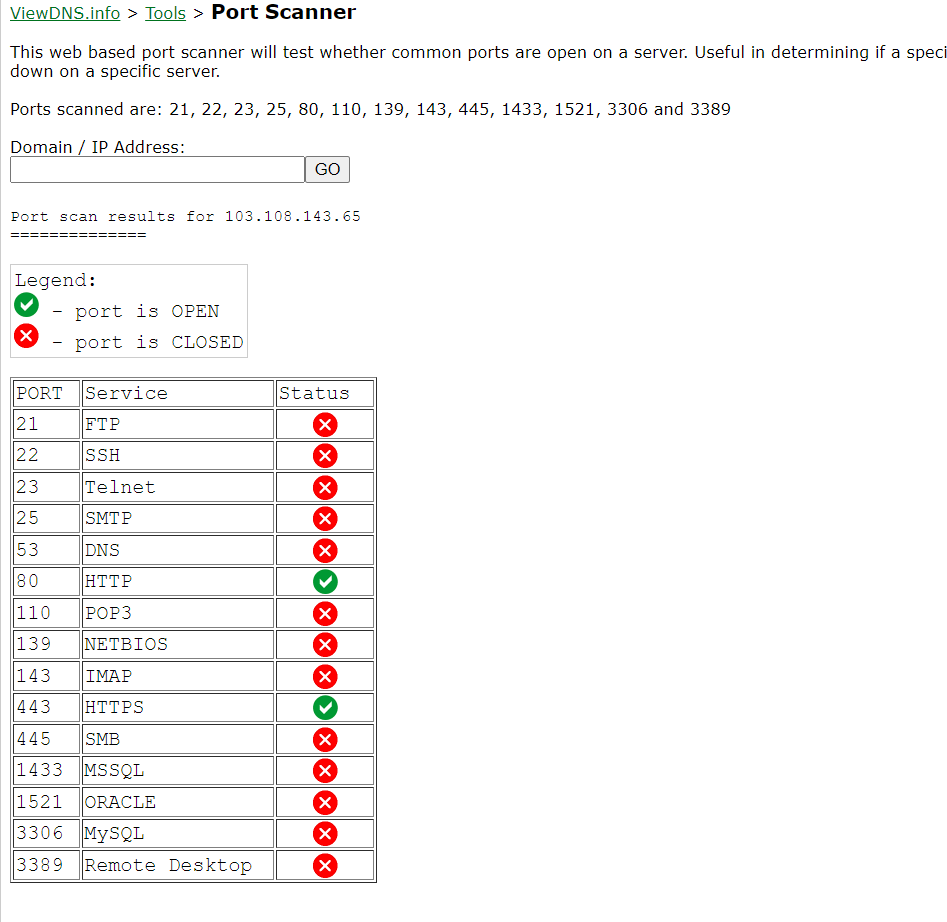 ViewDNS.info > Tools > Port Scanner
This web based port scanner will test whether common ports are open on a server. Useful in determining if a speci
down on a specific server.
Ports scanned are: 21, 22, 23, 25, 80, 110, 139, 143, 445, 1433, 1521, 3306 and 3389
Domain / IP Address:
GO
Port scan results for 103.108.143.65
==============
Legend:
- port is OPEN
- port is CLOSED
PORT Service Status
21 FTP
22 SSH
23 Telnet
25 SMTP
53 DNS
80 HTTP
110 POP3
139 NETBIOS
143 IMAP
443 HTTPS
445 SMB
1433 MSSQL
1521 ORACLE
3306 MySQL
3389 Remote Desktop